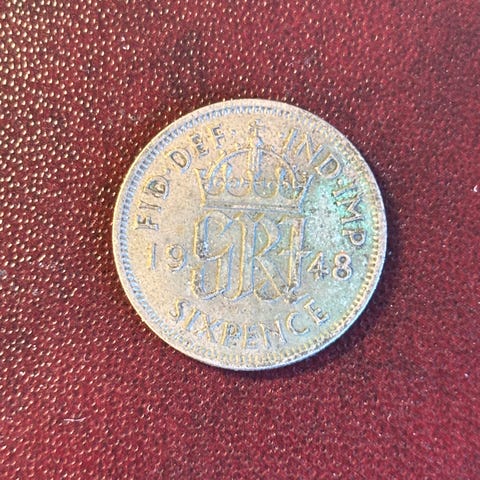 FID·DEF· IND·IMP
19 GRI 48
SIXPENCE